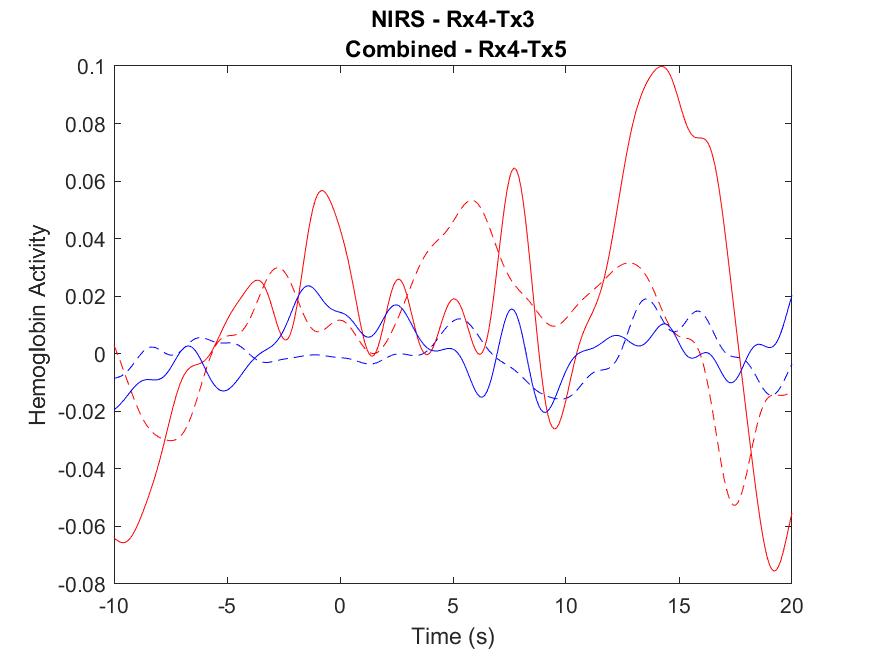 NIRS - Rx4-Tx3
Combined - Rx4-Tx5
0.1
0.08
0.06
0.04
0.02
0
-0.02
-0.04
-0.06
-0.08
Hemoglobin Activity
-10 -5 0 5 10 15 20
Time (s)